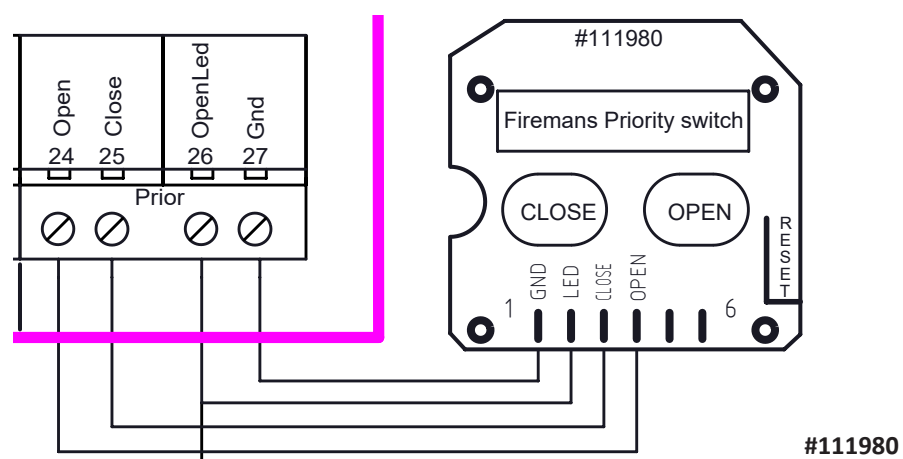 #111980
Firemans Priority switch
Open
Close
OpenLed
Gnd
24 25 26 27
Prior
CLOSE OPEN
RESET
GND
LED
CLOSE
OPEN
1 6
#111980